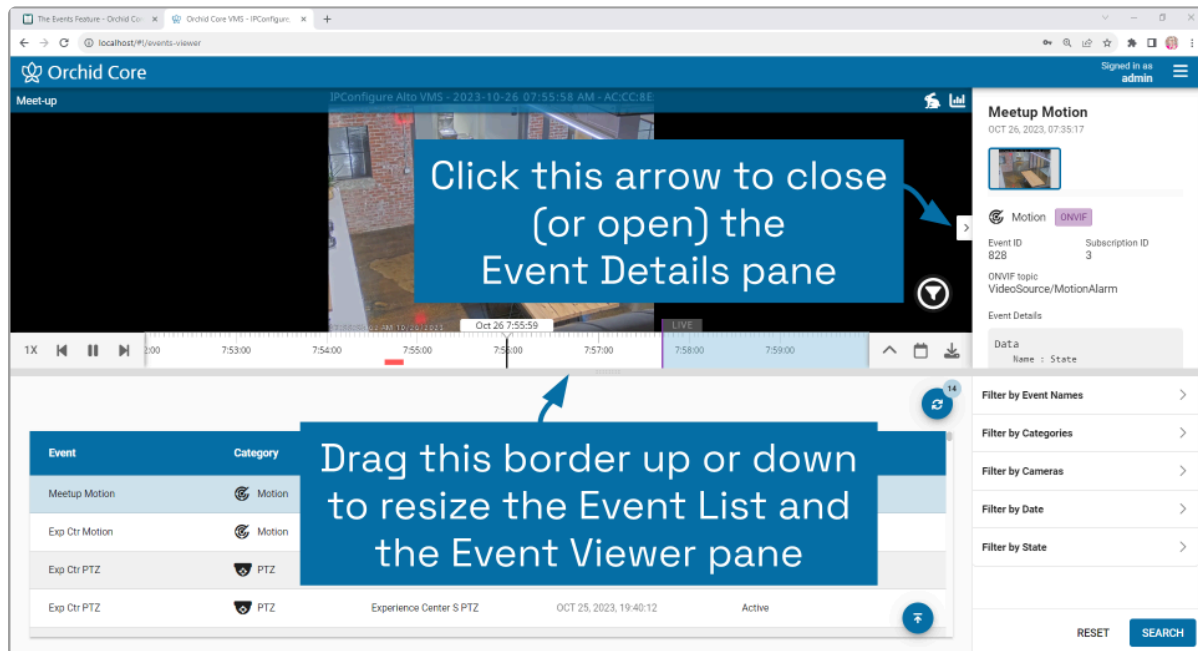 The Events Feature - Orchid Co
Orchid Core VMS - IPConfigure,
localhost/#!/events-viewer
Orchid Core
Signed in as
admin
Meet-up
IPConfigure Alto VMS - 2023-10-26 07:55:58 AM - AC:CC:8E
Click this arrow to close
(or open) the
Event Details pane
Meetup Motion
OCT 26, 2023, 07:35:17
Motion ONVIF
Event ID Subscription ID
828 3
ONVIF topic
VideoSource/MotionAlarm
Event Details
Data
Name : State
Oct 26 7:55:59
LIVE
1X
2:00 7:53:00 7:54:00 7:55:00 7:56:00 7:57:00 7:58:00 7:59:00
14
Drag this border up or down
to resize the Event List and
the Event Viewer pane
Event Category
Meetup Motion Motion
Exp Ctr Motion Motion
Exp Ctr PTZ PTZ
Exp Ctr PTZ PTZ Experience Center S PTZ OCT 25, 2023, 19:40:12 Active
Filter by Event Names
Filter by Categories
Filter by Cameras
Filter by Date
Filter by State
RESET SEARCH